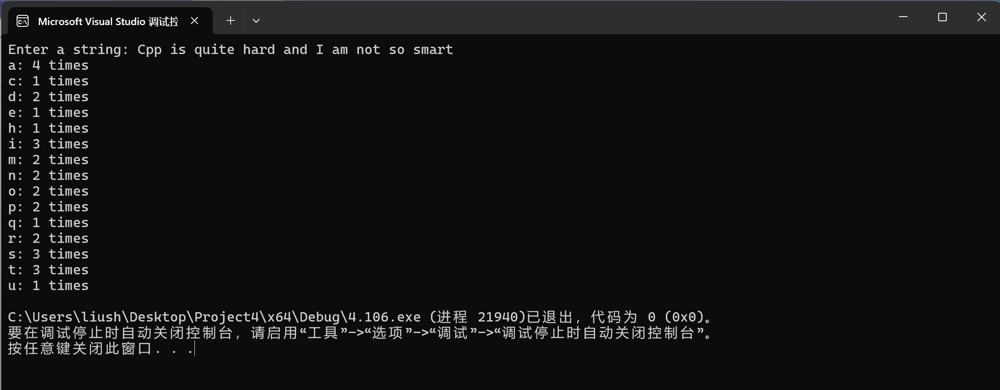 Microsoft Visual Studio 调试控
Enter a string: Cpp is quite hard and I am not so smart
a: 4 times
c: 1 times
d: 2 times
e: 1 times
h: 1 times
i: 3 times
m: 2 times
n: 2 times
o: 2 times
p: 2 times
q: 1 times
r: 2 times
s: 3 times
t: 3 times
u: 1 times
C:\Users\liush\Desktop\Project4\x64\Debug\4.106.exe (进程 21940)已退出，代码为 0 (0x0)。
要在调试停止时自动关闭控制台，请启用“工具”->“选项”->“调试”->“调试停止时自动关闭控制台”。
按任意键关闭此窗口. . .